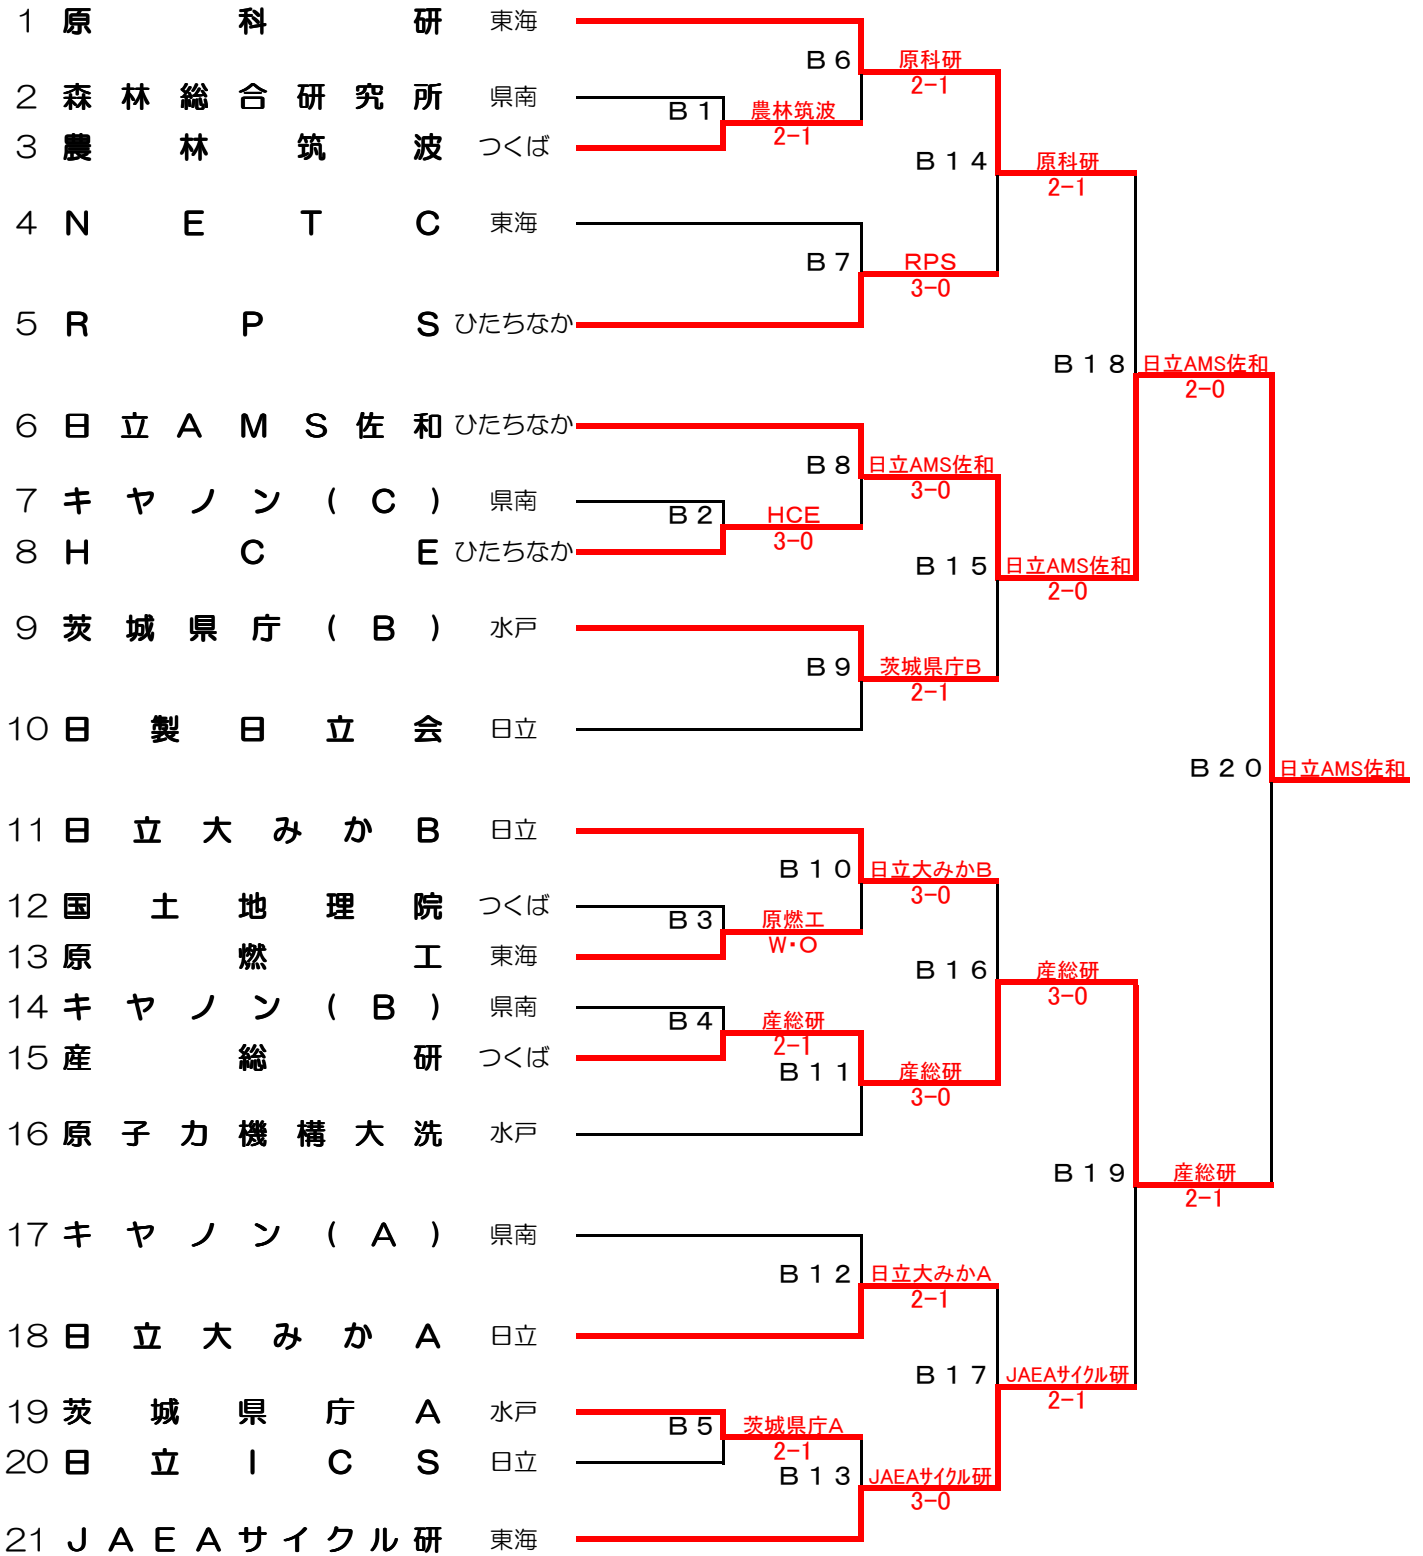 1 原科研 東海
B6 原科研
2-1
2 森林総合研究所 県南
B1 農林筑波
2-1
3 農林筑波 つくば
B14 原科研
2-1
4 NETC 東海
B7 RPS
3-0
5 RPS ひたちなか
B18 日立AMS佐和
2-0
6 日立AMS佐和 ひたちなか
B8 日立AMS佐和
3-0
7 キヤノン(C) 県南
B2 HCE
3-0
8 HCE ひたちなか
B15 日立AMS佐和
2-0
9 茨城県庁(B) 水戸
B9 茨城県庁B
2-1
10 日製日立会 日立
B20 日立AMS佐和
11 日立大みかB 日立
B10 日立大みかB
3-0
12 国土地理院 つくば
B3 原燃工
W・O
13 原燃工 東海
B16 産総研
3-0
14 キヤノン(B) 県南
B4 産総研
2-1
15 産総研 つくば
B11 産総研
3-0
16 原子力機構大洗 水戸
B19 産総研
2-1
17 キヤノン(A) 県南
B12 日立大みかA
2-1
18 日立大みかA 日立
B17 JAEAサイクル研
2-1
19 茨城県庁A 水戸
B5 茨城県庁A
2-1
20 日立ICS 日立
B13 JAEAサイクル研
3-0
21 JAEAサイクル研 東海